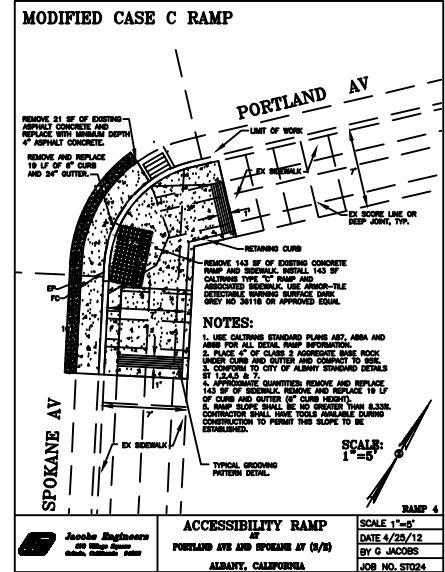 MODIFIED CASE C RAMP
PORTLAND AV
REMOVE 21 SF OF EXISTING
ASPHALT CONCRETE AND
REPLACE WITH MINIMUM DEPTH
4" ASPHALT CONCRETE.
LIMIT OF WORK
REMOVE AND REPLACE
19 LF OF 6" CURB
AND 24" GUTTER.
EX SIDEWALK
7'
1'
EX SCORE LINE OR
DEEP JOINT, TYP.
RETAINING CURB
REMOVE 143 SF OF EXISTING CONCRETE
RAMP AND SIDEWALK. INSTALL 143 SF
CALTRANS TYPE "C" RAMP AND
ASSOCIATED SIDEWALK. USE ARMOR-TILE
DETECTABLE WARNING SURFACE DARK
GREY NO 36118 OR APPROVED EQUAL
EP
FC
NOTES:
1. USE CALTRANS STANDARD PLANS A87, A88A AND
A88B FOR ALL DETAIL RAMP INFORMATION.
2. PLACE 4" OF CLASS 2 AGGREGATE BASE ROCK
UNDER CURB AND GUTTER AND COMPACT TO 95%.
3. CONFORM TO CITY OF ALBANY STANDARD DETAILS
ST 1,2,4,5 & 7.
4. APPROXIMATE QUANTITIES: REMOVE AND REPLACE
143 SF OF SIDEWALK. REMOVE AND REPLACE 19 LF
OF CURB AND GUTTER (6" CURB HEIGHT).
5. RAMP SLOPE SHALL BE NO GREATER THAN 8.33%.
CONTRACTOR SHALL HAVE TOOLS AVAILABLE DURING
CONSTRUCTION TO PERMIT THIS SLOPE TO BE
ESTABLISHED.
1'
7'
SPOKANE AV
EX SIDEWALK
SCALE:
1"=5'
TYPICAL GROOVING
PATTERN DETAIL.
RAMP 4
Jacobs Engineers
ACCESSIBILITY RAMP
AT
PORTLAND AVE AND SPOKANE AV (S/E)
ALBANY, CALIFORNIA
SCALE 1"=5'
DATE 4/25/12
BY G JACOBS
JOB NO. ST024